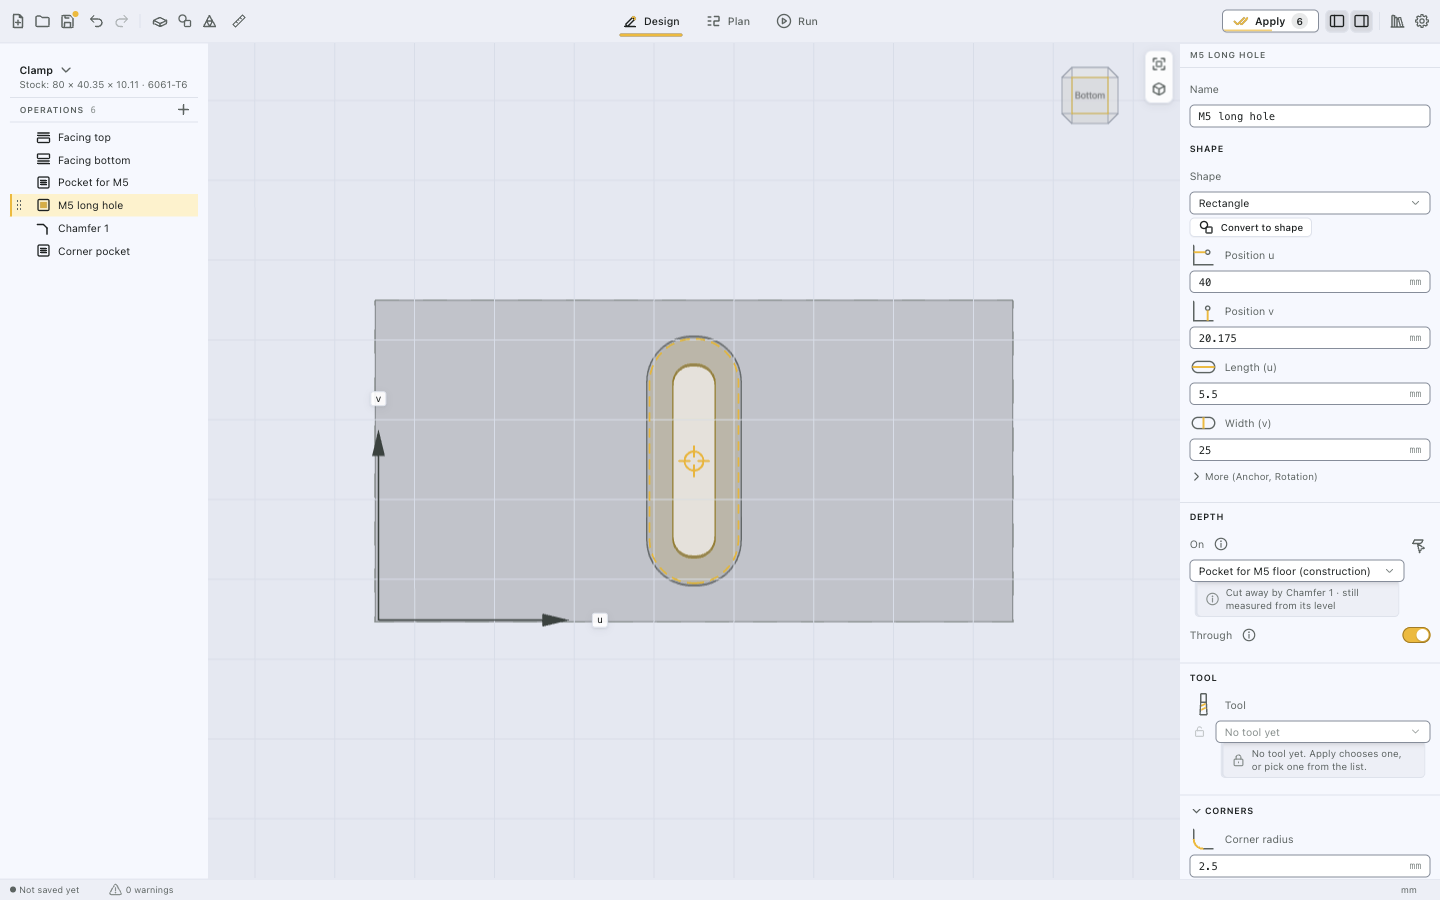 Design
Plan
Run
Apply 6
Clamp
Stock: 80 × 40.35 × 10.11 · 6061-T6
OPERATIONS 6
Facing top
Facing bottom
Pocket for M5
M5 long hole
Chamfer 1
Corner pocket
Bottom
v
u
M5 LONG HOLE
Name
M5 long hole
SHAPE
Shape
Rectangle
Convert to shape
Position u
40 mm
Position v
20.175 mm
Length (u)
5.5 mm
Width (v)
25 mm
More (Anchor, Rotation)
DEPTH
On
Pocket for M5 floor (construction)
Cut away by Chamfer 1 · still
measured from its level
Through
TOOL
Tool
No tool yet
No tool yet. Apply chooses one,
or pick one from the list.
CORNERS
Corner radius
2.5 mm
Not saved yet
0 warnings
mm